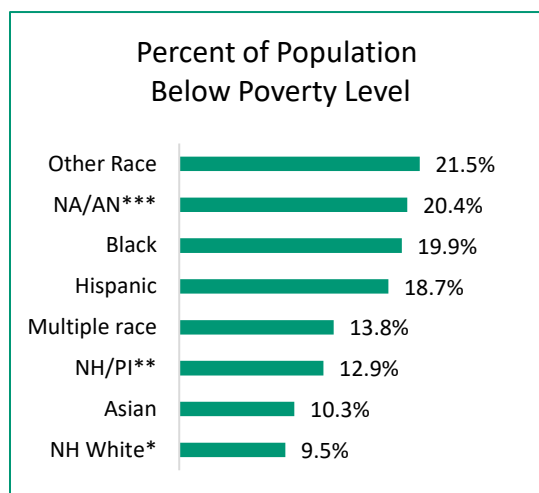 Percent of Population
Below Poverty Level
Other Race 21.5%
NA/AN*** 20.4%
Black 19.9%
Hispanic 18.7%
Multiple race 13.8%
NH/PI** 12.9%
Asian 10.3%
NH White* 9.5%